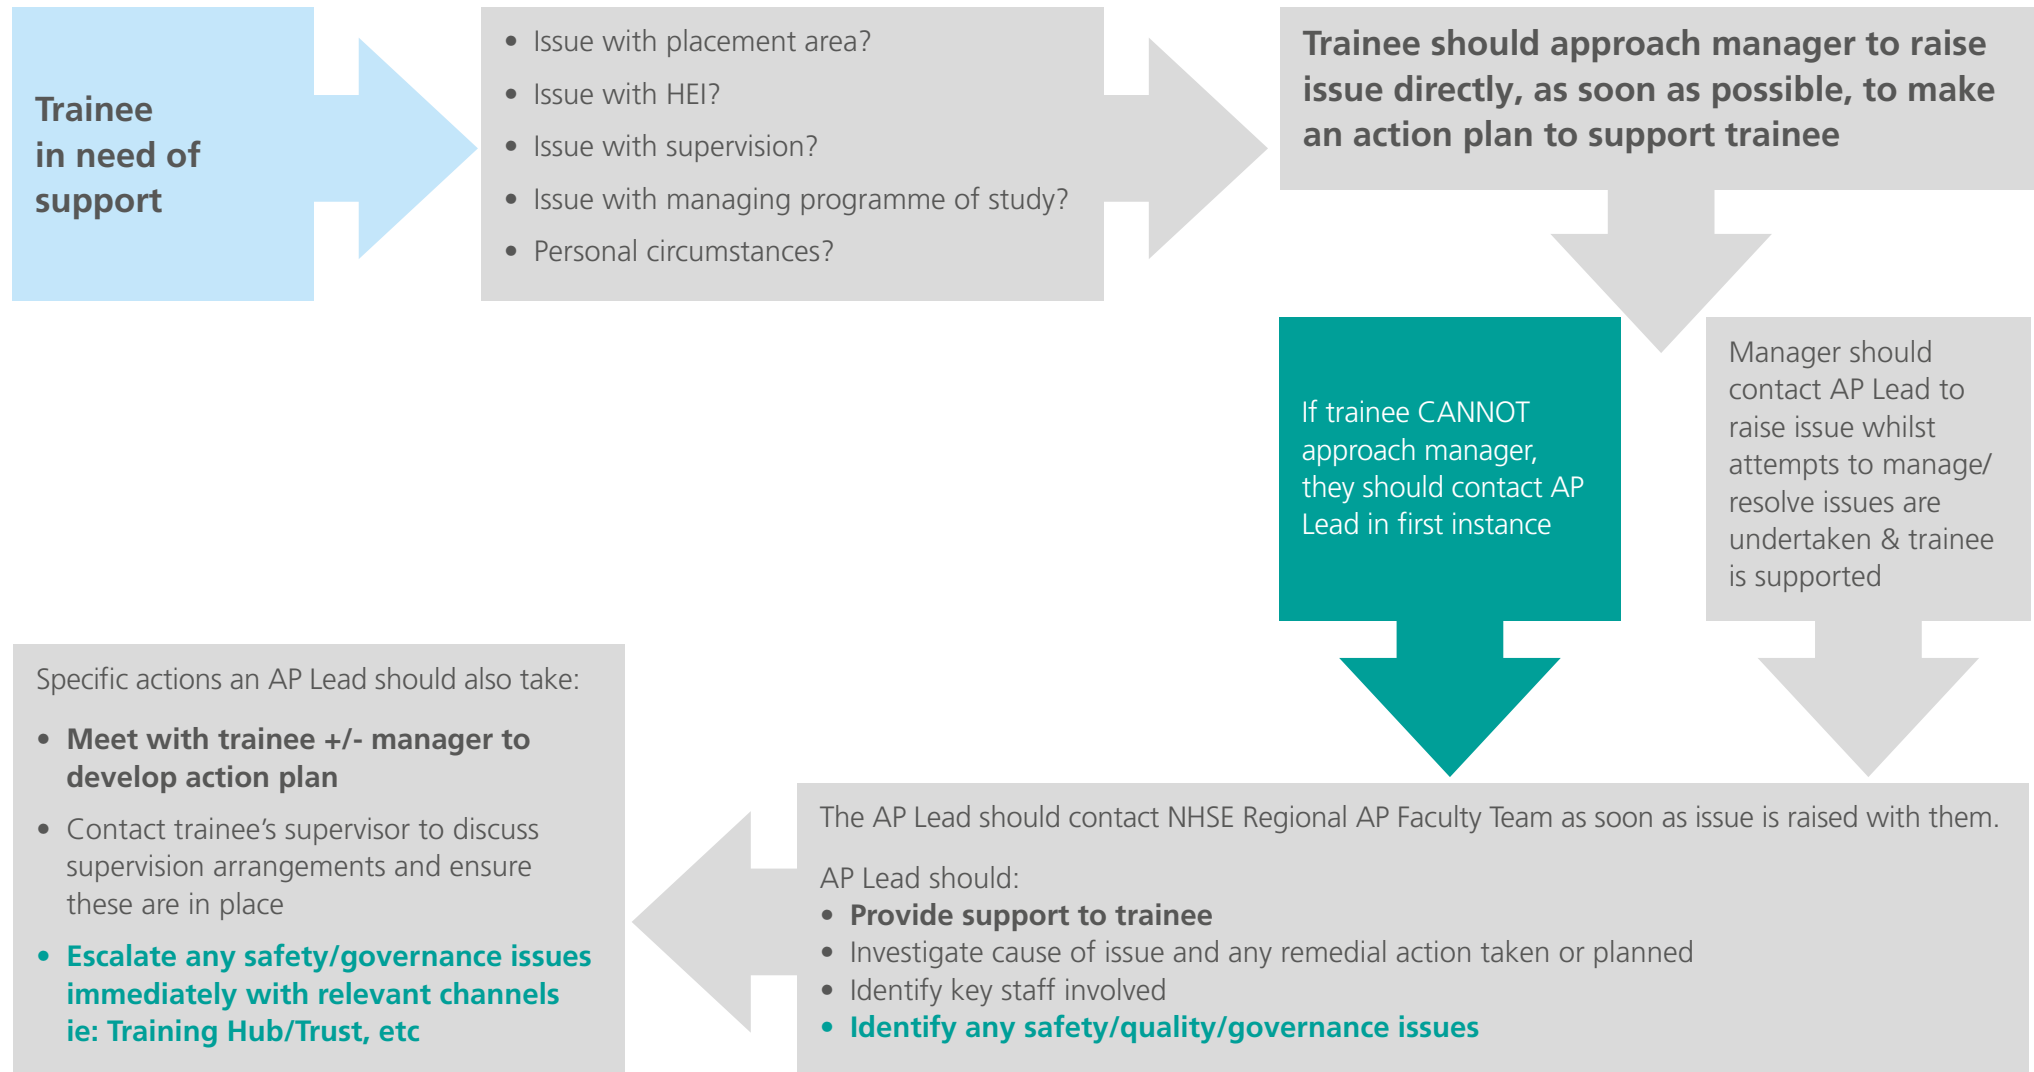 Trainee
in need of
support
• Issue with placement area?
• Issue with HEI?
• Issue with supervision?
• Issue with managing programme of study?
• Personal circumstances?
Trainee should approach manager to raise
issue directly, as soon as possible, to make
an action plan to support trainee
If trainee CANNOT
approach manager,
they should contact AP
Lead in first instance
Manager should
contact AP Lead to
raise issue whilst
attempts to manage/
resolve issues are
undertaken & trainee
is supported
The AP Lead should contact NHSE Regional AP Faculty Team as soon as issue is raised with them.
AP Lead should:
• Provide support to trainee
• Investigate cause of issue and any remedial action taken or planned
• Identify key staff involved
• Identify any safety/quality/governance issues
Specific actions an AP Lead should also take:
• Meet with trainee +/- manager to
develop action plan
• Contact trainee’s supervisor to discuss
supervision arrangements and ensure
these are in place
• Escalate any safety/governance issues
immediately with relevant channels
ie: Training Hub/Trust, etc